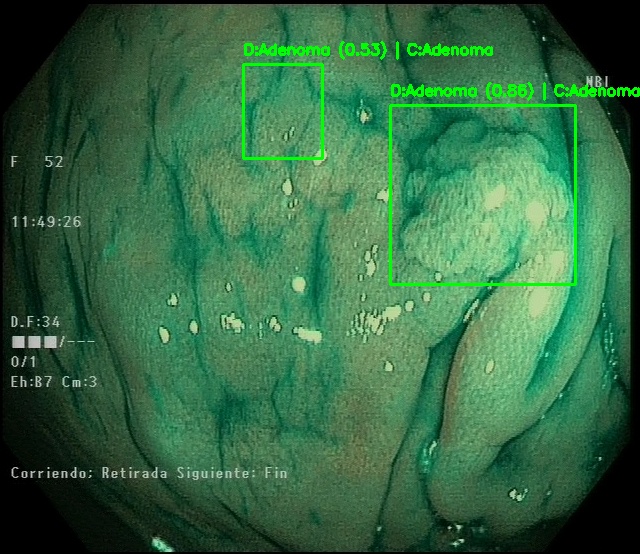 D:Adenoma (0.53) | C:Adenoma
NBI
D:Adenoma (0.86) | C:Adenoma
F 52
11:49:26
D.F:34
■■■/---
0/1
Eh:B7 Cm:3
Corriendo; Retirada Siguiente: Fin